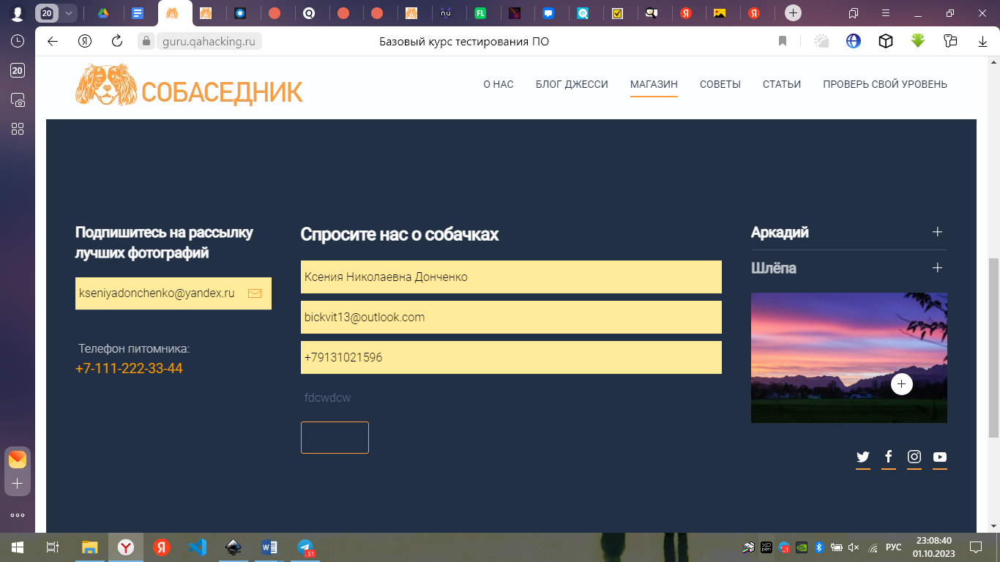 20
guru.qahacking.ru
Базовый курс тестирования ПО
20
СОБАСЕДНИК
О НАС
БЛОГ ДЖЕССИ
МАГАЗИН
СОВЕТЫ
СТАТЬИ
ПРОВЕРЬ СВОЙ УРОВЕНЬ
Подпишитесь на рассылку
лучших фотографий
kseniyadonchenko@yandex.ru
Телефон питомника:
+7-111-222-33-44
Спросите нас о собачках
Ксения Николаевна Донченко
bickvit13@outlook.com
+79131021596
fdcwdcw
Аркадий
Шлёпа
РУС
23:08:40
01.10.2023